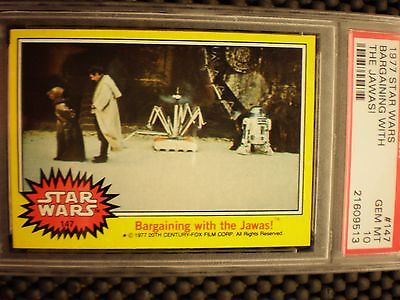 STAR
WARS
147
Bargaining with the Jawas!
★ © 1977 20TH CENTURY-FOX FILM CORP. All Rights Reserved.
1977 STAR WARS
BARGAINING WITH
THE JAWAS!
#147
GEM MT
10
21609513